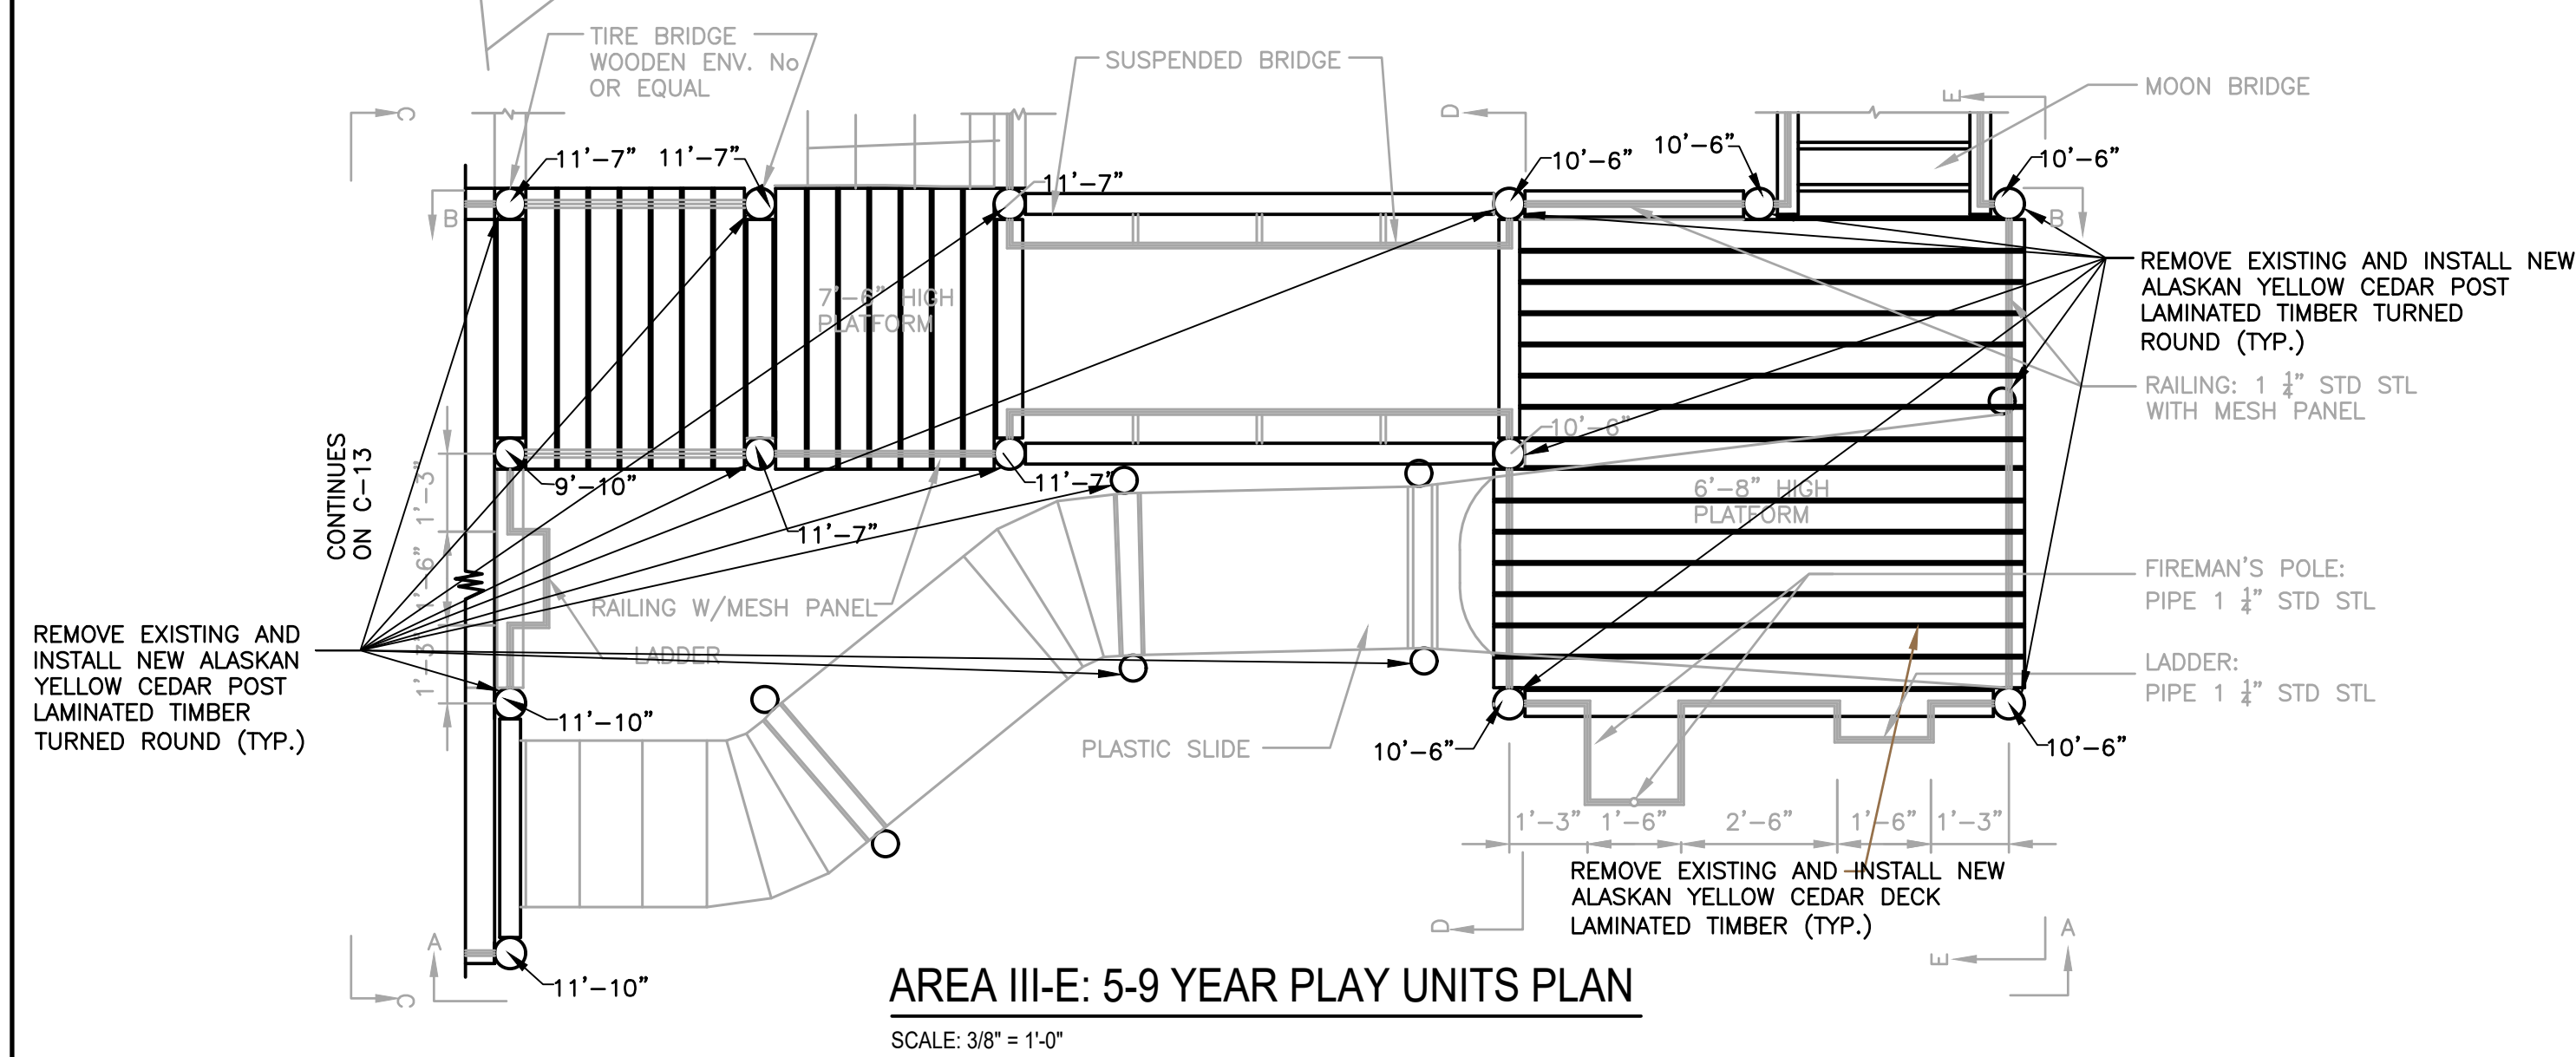 TIRE BRIDGE
WOODEN ENV. No
OR EQUAL
SUSPENDED BRIDGE
MOON BRIDGE
C
D
E
11'-7"
11'-7"
11'-7"
10'-6"
10'-6"
10'-6"
B
B
REMOVE EXISTING AND INSTALL NEW
ALASKAN YELLOW CEDAR POST
LAMINATED TIMBER TURNED
ROUND (TYP.)
7'-6" HIGH
PLATFORM
RAILING: 1 1/4" STD STL
WITH MESH PANEL
CONTINUES
ON C-13
1'-3"
1'-6"
1'-3"
9'-10"
11'-7"
11'-7"
10'-6"
6'-8" HIGH
PLATFORM
RAILING W/MESH PANEL
LADDER
FIREMAN'S POLE:
PIPE 1 1/4" STD STL
LADDER:
PIPE 1 1/4" STD STL
REMOVE EXISTING AND
INSTALL NEW ALASKAN
YELLOW CEDAR POST
LAMINATED TIMBER
TURNED ROUND (TYP.)
11'-10"
PLASTIC SLIDE
10'-6"
10'-6"
1'-3"
1'-6"
2'-6"
1'-6"
1'-3"
REMOVE EXISTING AND INSTALL NEW
ALASKAN YELLOW CEDAR DECK
LAMINATED TIMBER (TYP.)
A
D
A
E
C
11'-10"
AREA III-E: 5-9 YEAR PLAY UNITS PLAN
SCALE: 3/8" = 1'-0"